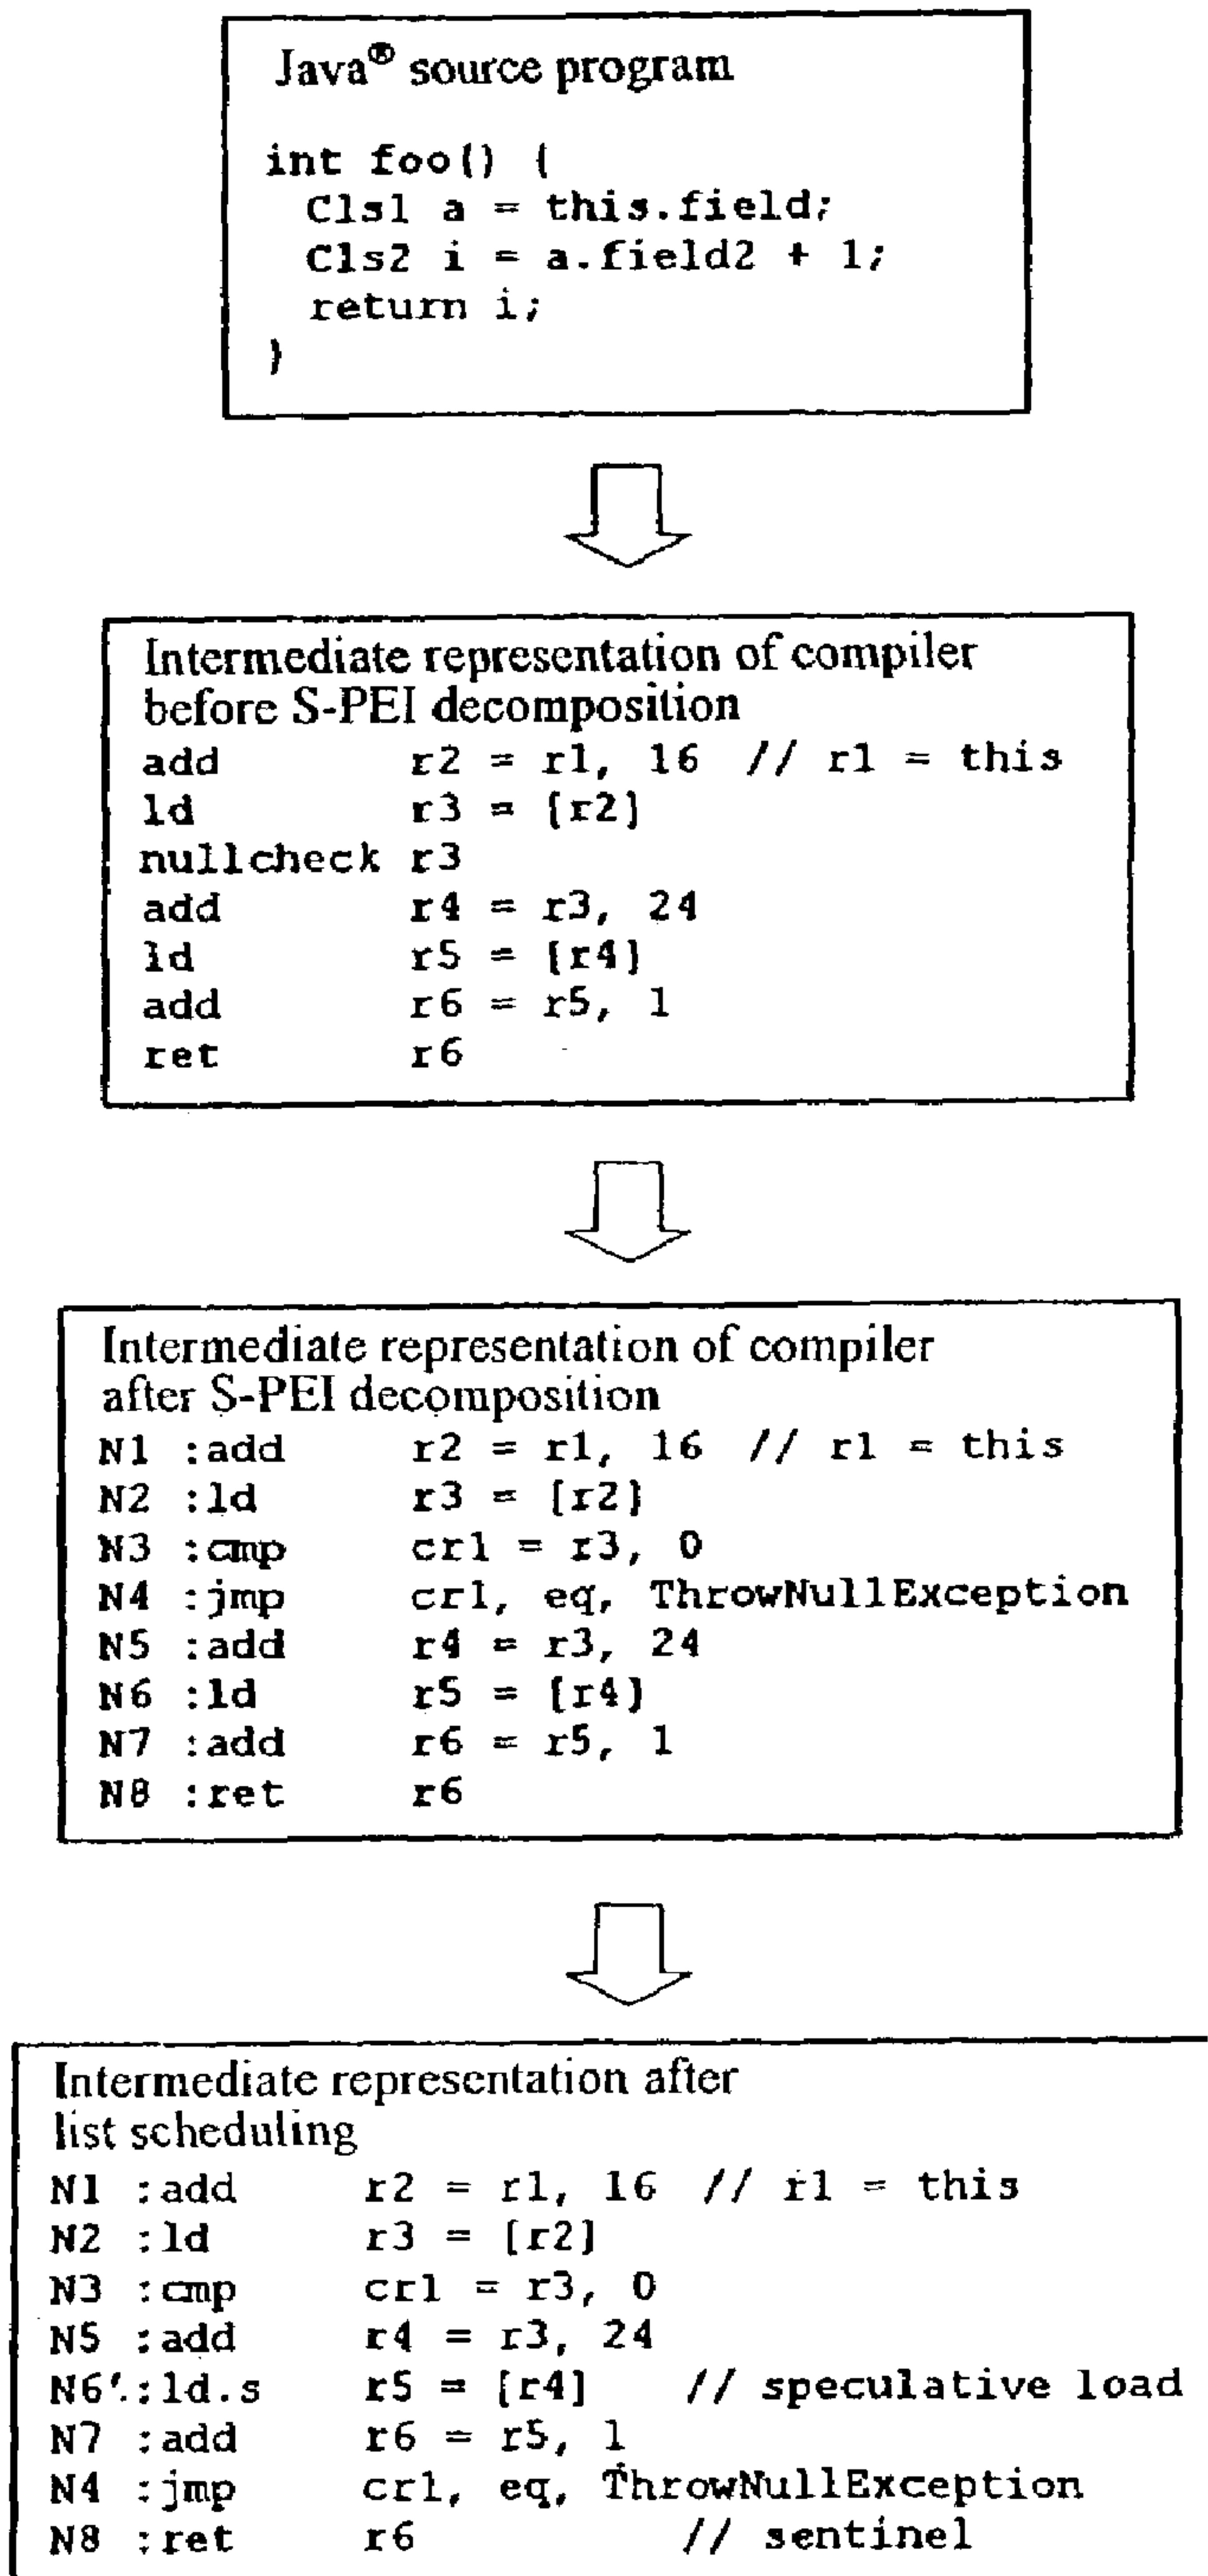 Java® source program
int foo() {
Cls1 a = this.field;
Cls2 i = a.field2 + 1;
return i;
}
Intermediate representation of compiler
before S-PEI decomposition
add r2 = r1, 16 // r1 = this
ld r3 = [r2]
nullcheck r3
add r4 = r3, 24
ld r5 = [r4]
add r6 = r5, 1
ret r6
Intermediate representation of compiler
after S-PEI decomposition
N1 :add r2 = r1, 16 // r1 = this
N2 :ld r3 = [r2]
N3 :cmp cr1 = r3, 0
N4 :jmp cr1, eq, ThrowNullException
N5 :add r4 = r3, 24
N6 :ld r5 = [r4]
N7 :add r6 = r5, 1
N8 :ret r6
Intermediate representation after
list scheduling
N1 :add r2 = r1, 16 // r1 = this
N2 :ld r3 = [r2]
N3 :cmp cr1 = r3, 0
N5 :add r4 = r3, 24
N6':ld.s r5 = [r4] // speculative load
N7 :add r6 = r5, 1
N4 :jmp cr1, eq, ThrowNullException
N8 :ret r6 // sentinel